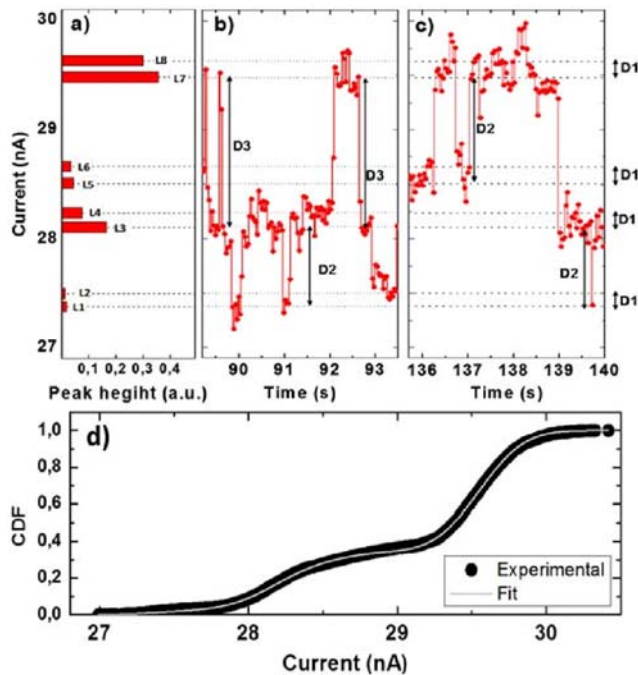 a)
b)
c)
30
29
28
27
Current (nA)
L8
L7
L6
L5
L4
L3
L2
L1
0,1 0,2 0,3 0,4
Peak hegiht (a.u.)
D3
D2
D3
90 91 92 93
Time (s)
D2
D2
136 137 138 139 140
Time (s)
D1
D1
D1
D1
d)
1,0
0,8
0,6
0,4
0,2
0,0
CDF
Experimental
Fit
27 28 29 30
Current (nA)